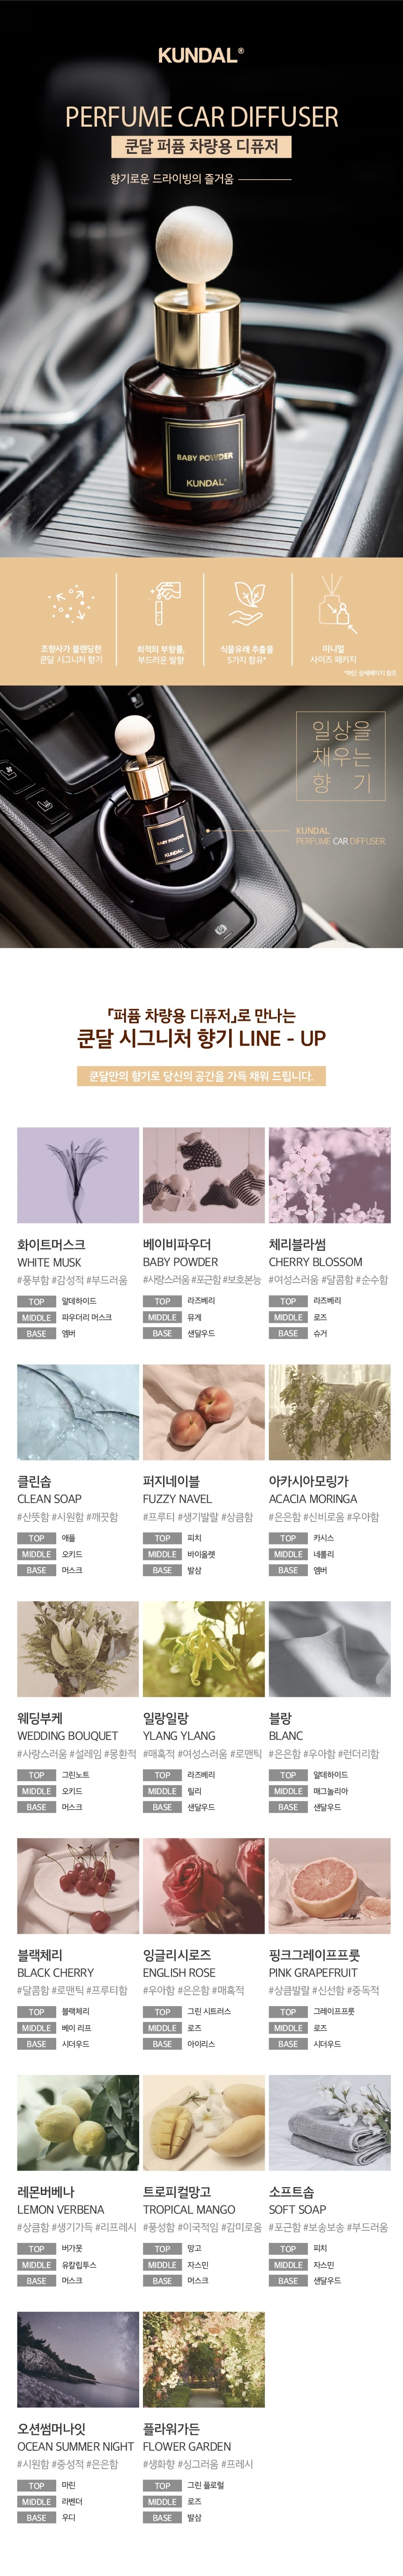 KUNDAL®
PERFUME CAR DIFFUSER
쿤달 퍼퓸 차량용 디퓨저
향기로운 드라이빙의 즐거움
BABY POWDER
KUNDAL®
조향사가 블렌딩한
쿤달 시그니처 향기
최적의 부향률,
부드러운 발향
식물유래 추출물
5가지 함유*
미니멀
사이즈 패키지
*하단 상세페이지 참조
일상을
채우는
향 기
KUNDAL
PERFUME CAR DIFFUSER
BABY POWDER
KUNDAL®
「퍼퓸 차량용 디퓨저」로 만나는
쿤달 시그니처 향기 LINE - UP
쿤달만의 향기로 당신의 공간을 가득 채워 드립니다.
화이트머스크
WHITE MUSK
#풍부함 #감성적 #부드러움
TOP 알데하이드
MIDDLE 파우더리 머스크
BASE 엠버
베이비파우더
BABY POWDER
#사랑스러움 #포근함 #보호본능
TOP 라즈베리
MIDDLE 뮤게
BASE 샌달우드
체리블라썸
CHERRY BLOSSOM
#여성스러움 #달콤함 #순수함
TOP 라즈베리
MIDDLE 로즈
BASE 슈거
클린솝
CLEAN SOAP
#산뜻함 #시원함 #깨끗함
TOP 애플
MIDDLE 오키드
BASE 머스크
퍼지네이블
FUZZY NAVEL
#프루티 #생기발랄 #상큼함
TOP 피치
MIDDLE 바이올렛
BASE 발삼
아카시아모링가
ACACIA MORINGA
#은은함 #신비로움 #우아함
TOP 카시스
MIDDLE 네롤리
BASE 엠버
웨딩부케
WEDDING BOUQUET
#사랑스러움 #설레임 #몽환적
TOP 그린노트
MIDDLE 오키드
BASE 머스크
일랑일랑
YLANG YLANG
#매혹적 #여성스러움 #로맨틱
TOP 라즈베리
MIDDLE 릴리
BASE 샌달우드
블랑
BLANC
#은은함 #우아함 #런더리함
TOP 알데하이드
MIDDLE 매그놀리아
BASE 샌달우드
블랙체리
BLACK CHERRY
#달콤함 #로맨틱 #프루티함
TOP 블랙체리
MIDDLE 베이 리프
BASE 시더우드
잉글리시로즈
ENGLISH ROSE
#우아함 #은은함 #매혹적
TOP 그린 시트러스
MIDDLE 로즈
BASE 아이리스
핑크그레이프프룻
PINK GRAPEFRUIT
#상큼발랄 #신선함 #중독적
TOP 그레이프프룻
MIDDLE 로즈
BASE 시더우드
레몬버베나
LEMON VERBENA
#상큼함 #생기가득 #리프레시
TOP 버가못
MIDDLE 유칼립투스
BASE 머스크
트로피컬망고
TROPICAL MANGO
#풍성함 #이국적임 #감미로움
TOP 망고
MIDDLE 자스민
BASE 머스크
소프트솝
SOFT SOAP
#포근함 #보송보송 #부드러움
TOP 피치
MIDDLE 자스민
BASE 샌달우드
오션썸머나잇
OCEAN SUMMER NIGHT
#시원함 #중성적 #은은함
TOP 마린
MIDDLE 라벤더
BASE 우디
플라워가든
FLOWER GARDEN
#생화향 #싱그러움 #프레시
TOP 그린 플로럴
MIDDLE 로즈
BASE 발삼